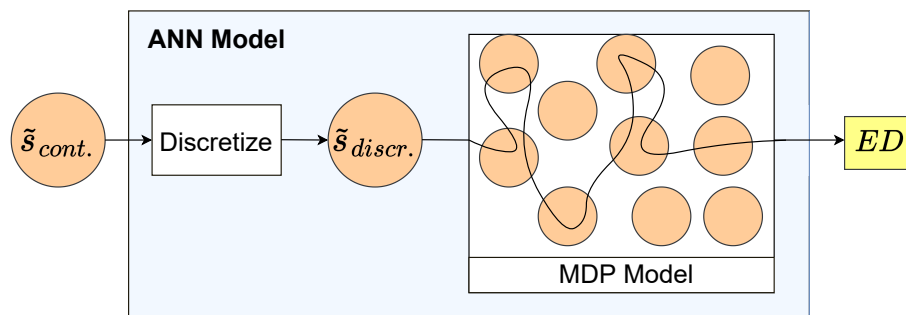 ANN Model
s̃cont.
Discretize
s̃discr.
ED
MDP Model